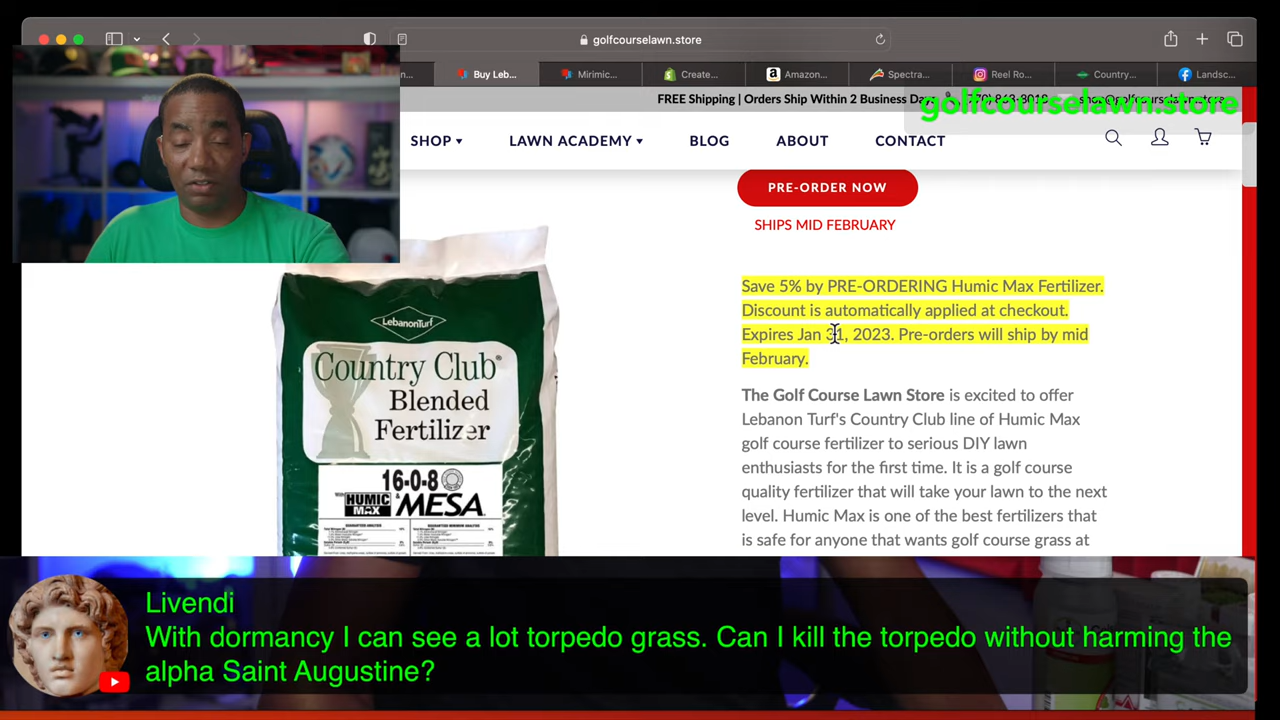 golfcourselawn.store
Buy Leb...
Mirimic...
Create...
Amazon...
Spectra...
Reel Ro...
Country...
Landsc...
FREE Shipping | Orders Ship Within 2 Business Days
golfcourselawn.store
SHOP
LAWN ACADEMY
BLOG
ABOUT
CONTACT
PRE-ORDER NOW
SHIPS MID FEBRUARY
Save 5% by PRE-ORDERING Humic Max Fertilizer.
Discount is automatically applied at checkout.
Expires Jan 31, 2023. Pre-orders will ship by mid
February.
The Golf Course Lawn Store is excited to offer
Lebanon Turf's Country Club line of Humic Max
golf course fertilizer to serious DIY lawn
enthusiasts for the first time. It is a golf course
quality fertilizer that will take your lawn to the next
level. Humic Max is one of the best fertilizers that
is safe for anyone that wants golf course grass at
LebanonTurf
Country Club®
Blended
Fertilizer
16-0-8
HUMIC
MAX
& MESA
Livendi
With dormancy I can see a lot torpedo grass. Can I kill the torpedo without harming the
alpha Saint Augustine?